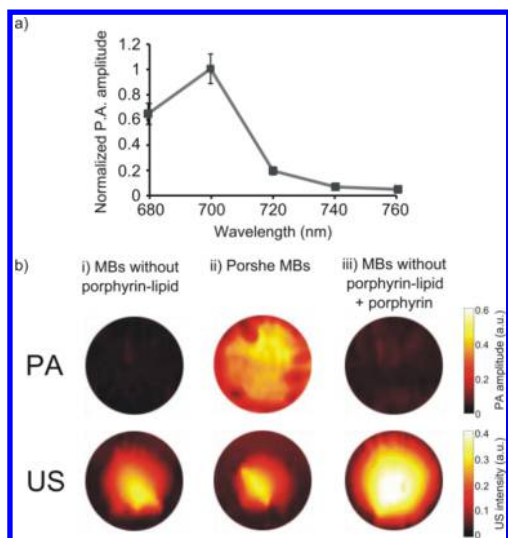 a)
Normalized P.A. amplitude
1.2
1
0.8
0.6
0.4
0.2
0
680
700
720
740
760
Wavelength (nm)
b)
i) MBs without
porphyrin-lipid
ii) Porshe MBs
iii) MBs without
porphyrin-lipid
+ porphyrin
PA
0.6
0.4
0.2
0
PA amplitude (a.u.)
US
0.4
0.3
0.2
0.1
0
US intensity (a.u.)